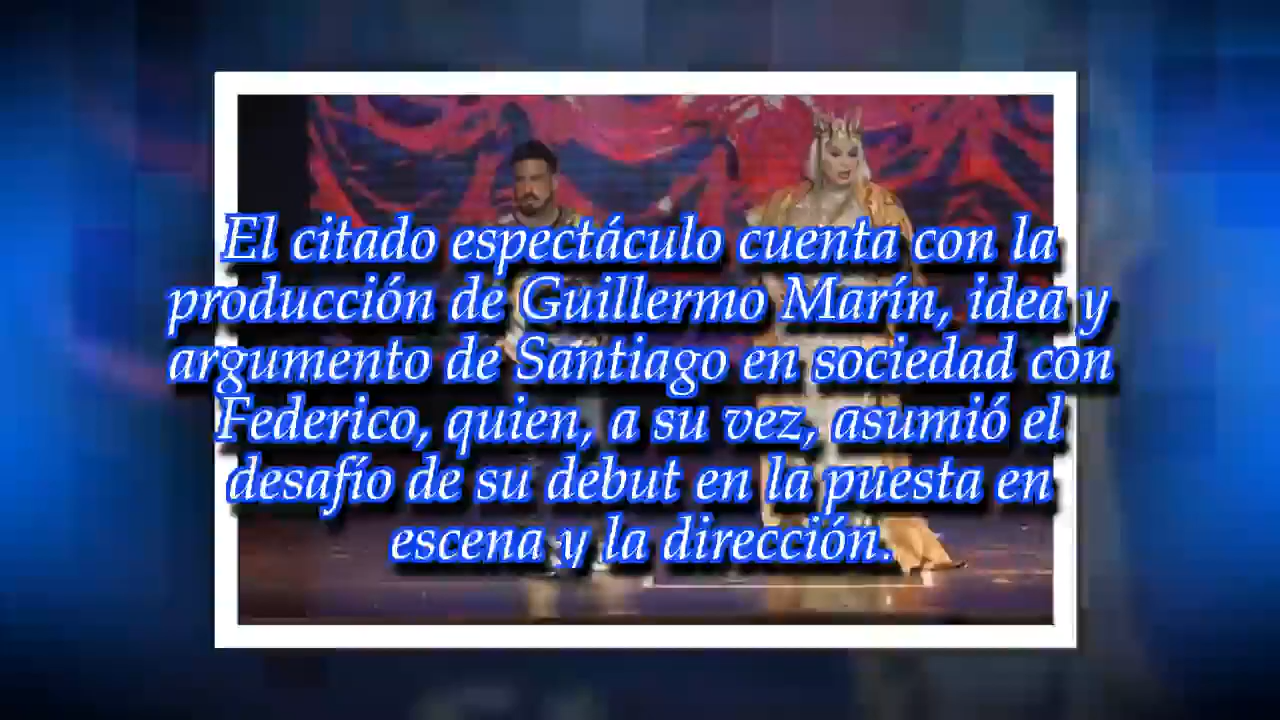 El citado espectáculo cuenta con la
producción de Guillermo Marín, idea y
argumento de Santiago en sociedad con
Federico, quien, a su vez, asumió el
desafío de su debut en la puesta en
escena y la dirección.